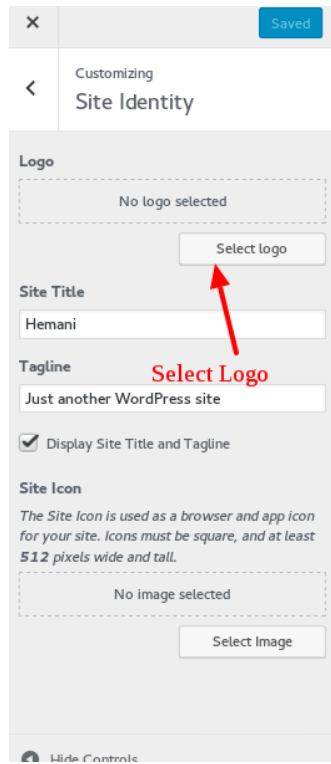 Saved
Customizing
Site Identity
Logo
No logo selected
Select logo
Site Title
Hemani
Tagline
Select Logo
Just another WordPress site
Display Site Title and Tagline
Site Icon
The Site Icon is used as a browser and app icon
for your site. Icons must be square, and at least
512 pixels wide and tall.
No image selected
Select Image
Hide Controls